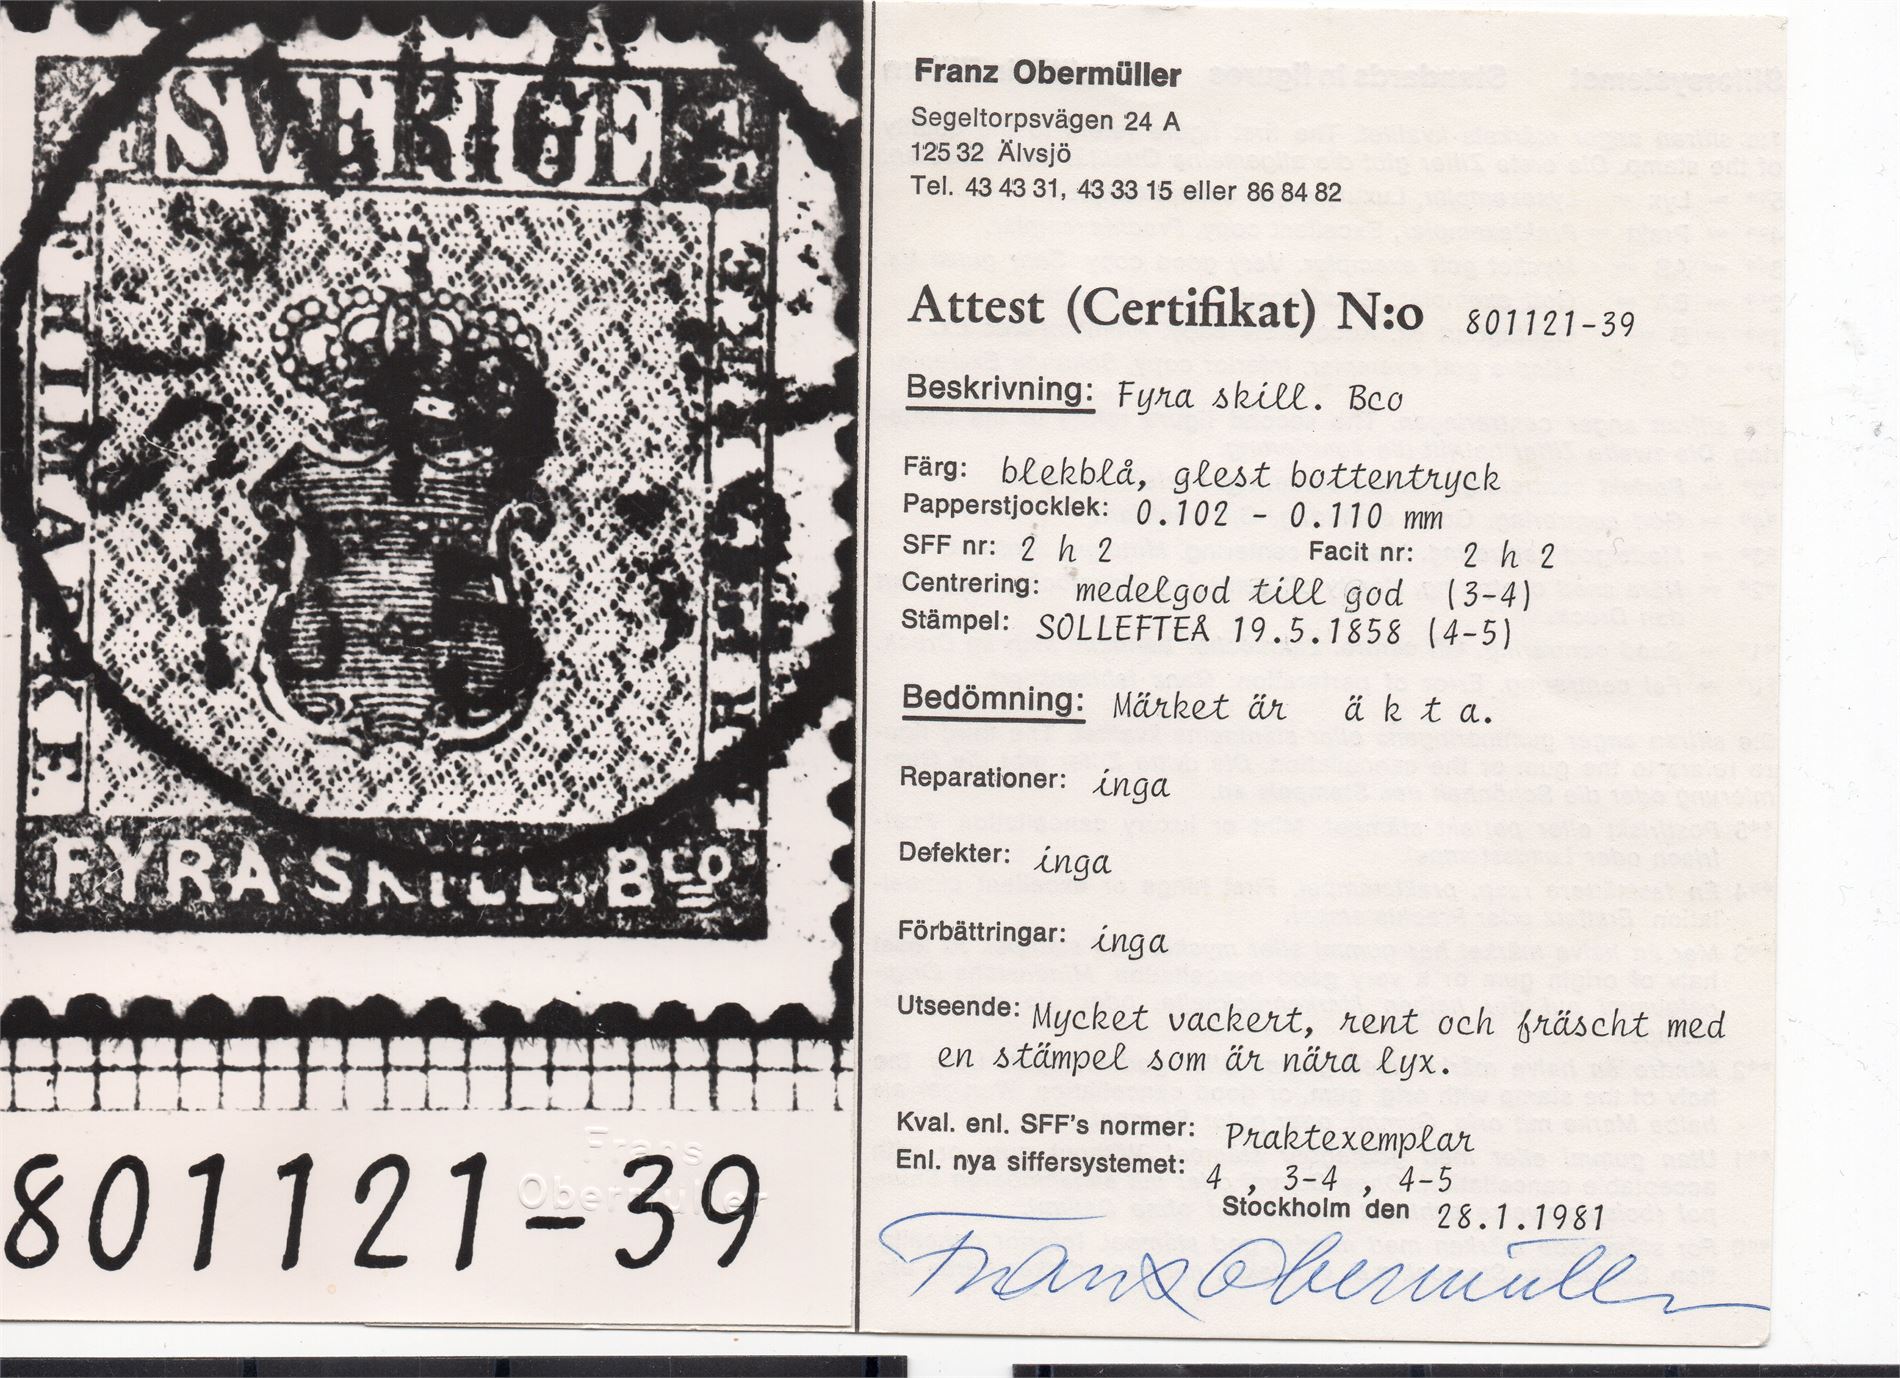 SVERIGE
FRIMÄRKE
FYRA SKILL. Bco
801121-39
Frans
Obermüller
Franz Obermüller
Segeltorpsvägen 24 A
125 32 Älvsjö
Tel. 43 43 31, 43 33 15 eller 86 84 82
Attest (Certifikat) N:o 801121-39
Beskrivning: Fyra skill. Bco
Färg: blekblå, glest bottentryck
Papperstjocklek: 0.102 - 0.110 mm
SFF nr: 2 h 2 Facit nr: 2 h 2
Centrering: medelgod till god (3-4)
Stämpel: SOLLEFTEÅ 19.5.1858 (4-5)
Bedömning: Märket är ä k t a.
Reparationer: inga
Defekter: inga
Förbättringar: inga
Utseende: Mycket vackert, rent och fräscht med
en stämpel som är nära lyx.
Kval. enl. SFF's normer: Praktexemplar
Enl. nya siffersystemet: 4 , 3-4 , 4-5
Stockholm den 28.1.1981
Franz Obermüller